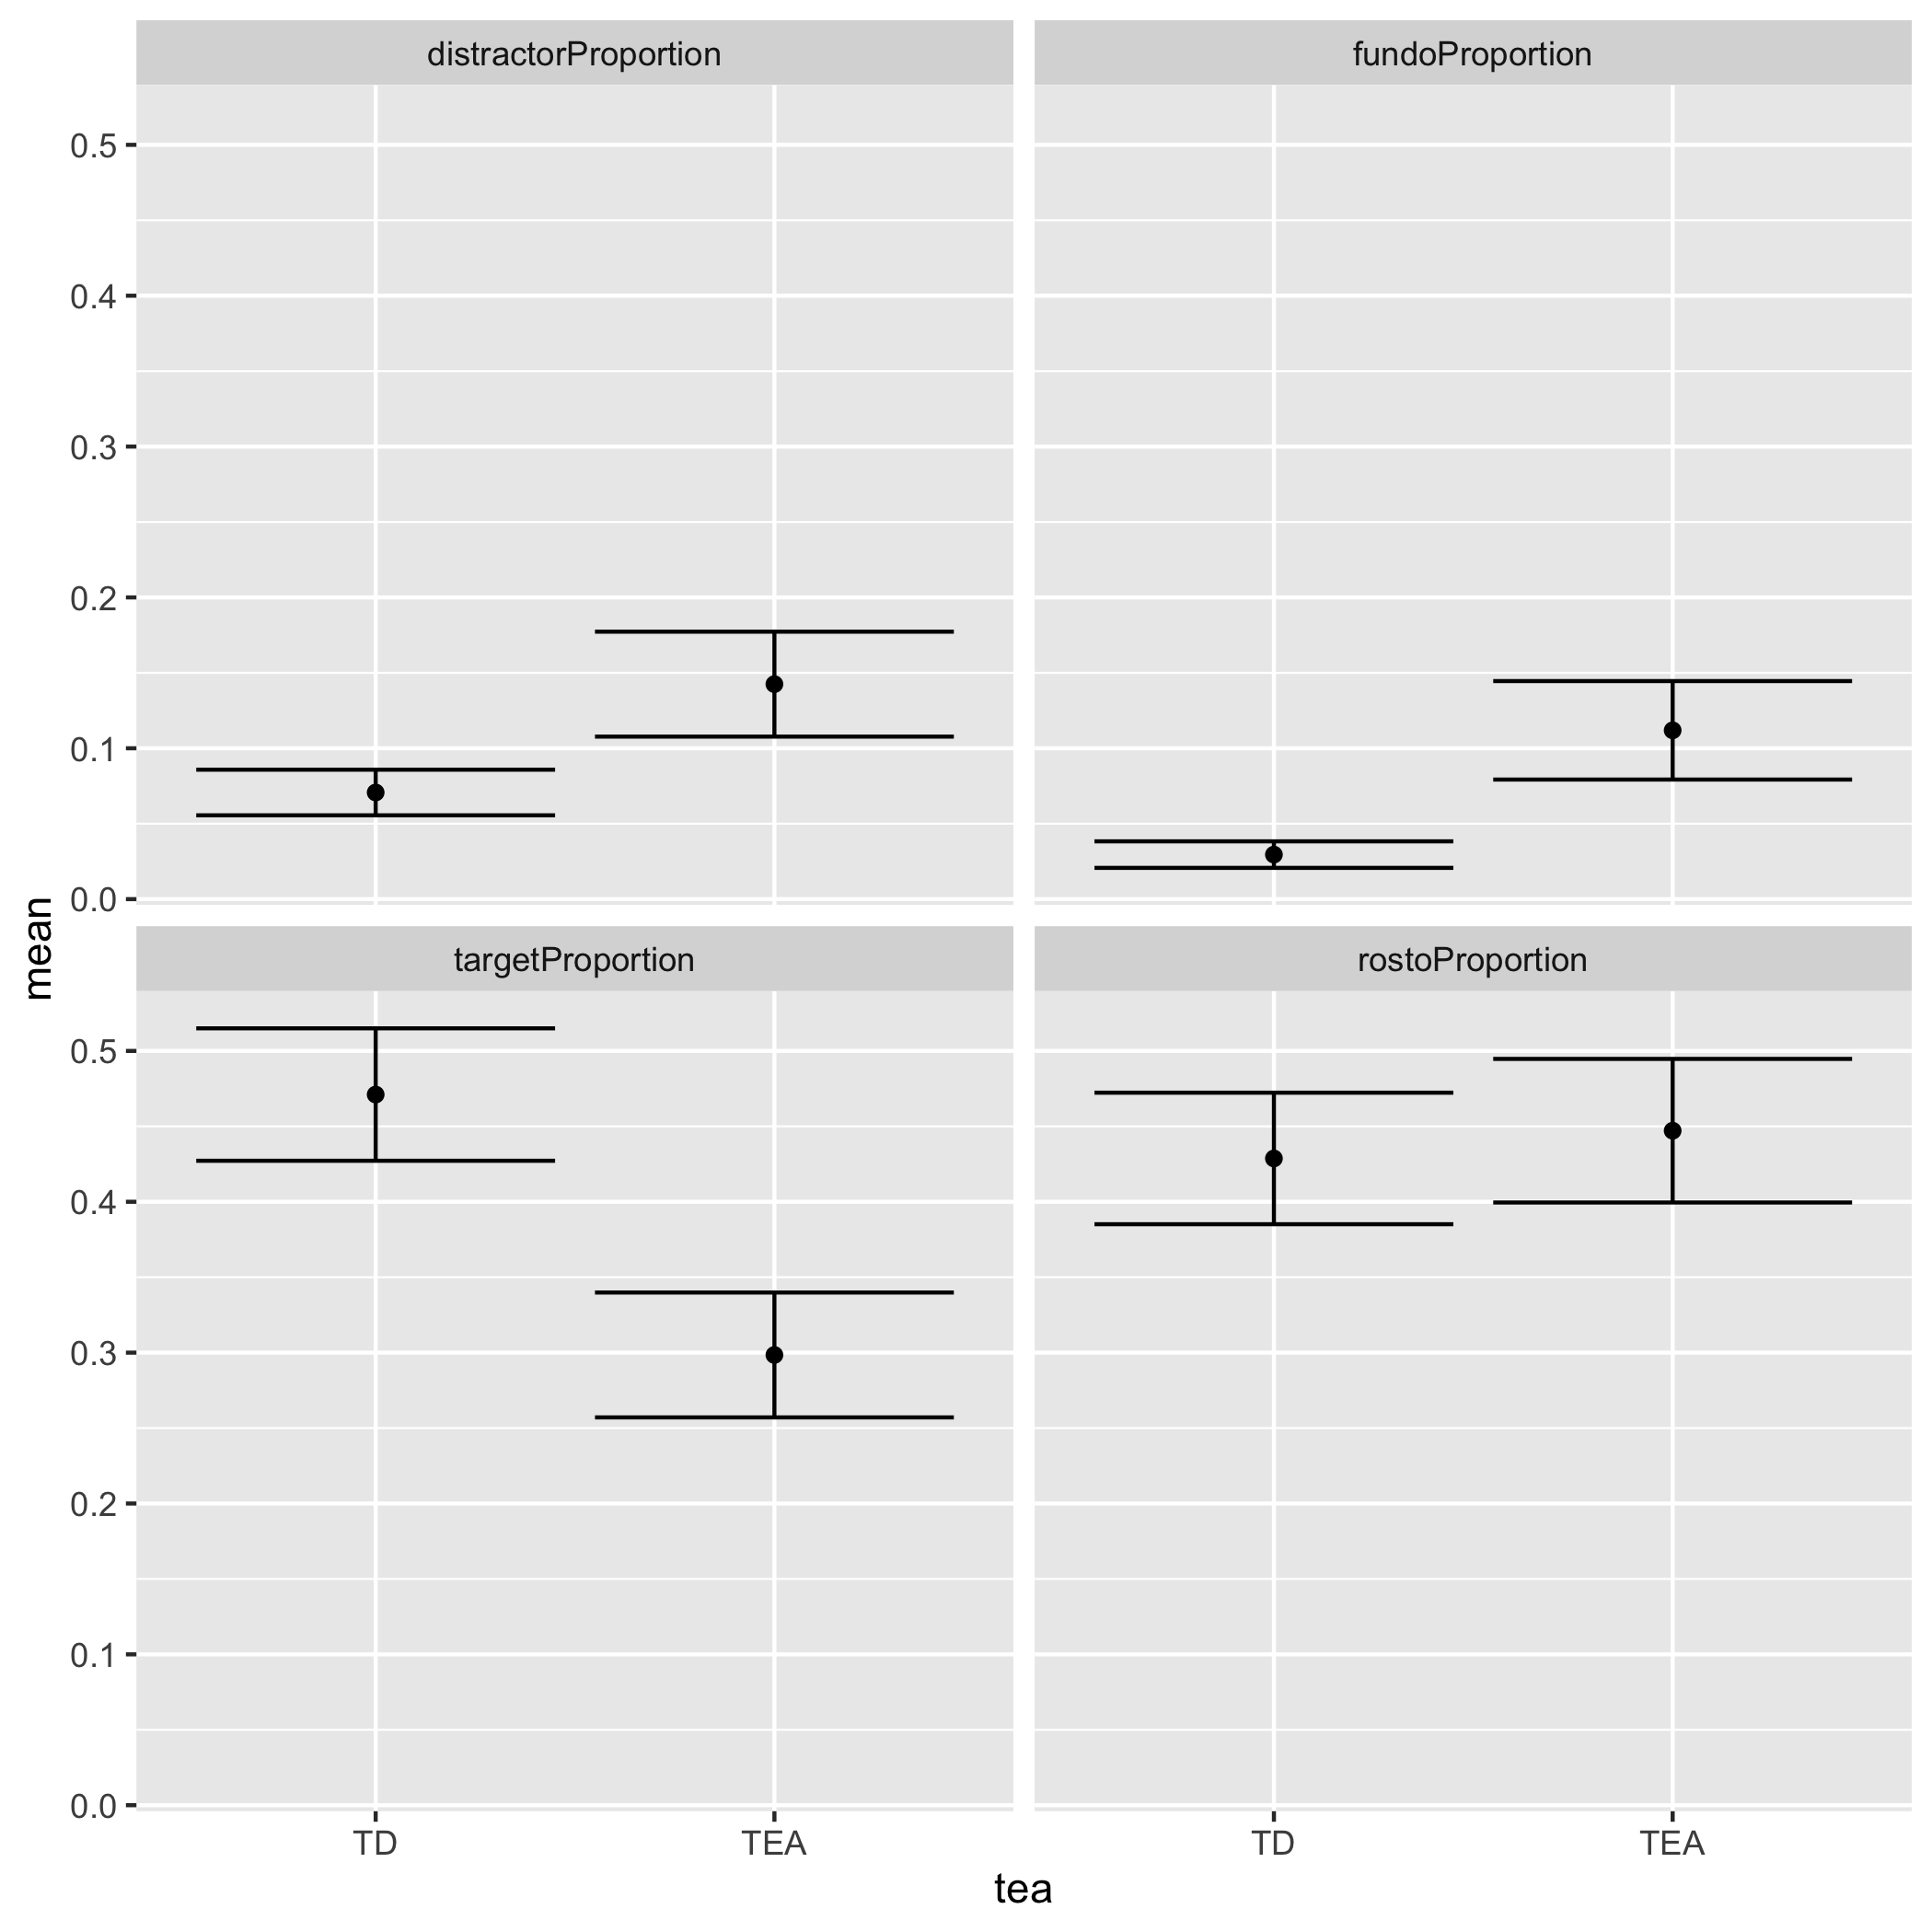 distractorProportion
fundoProportion
0.5
0.4
0.3
0.2
0.1
0.0
mean
targetProportion
rostoProportion
0.5
0.4
0.3
0.2
0.1
0.0
TD
TEA
TD
TEA
tea